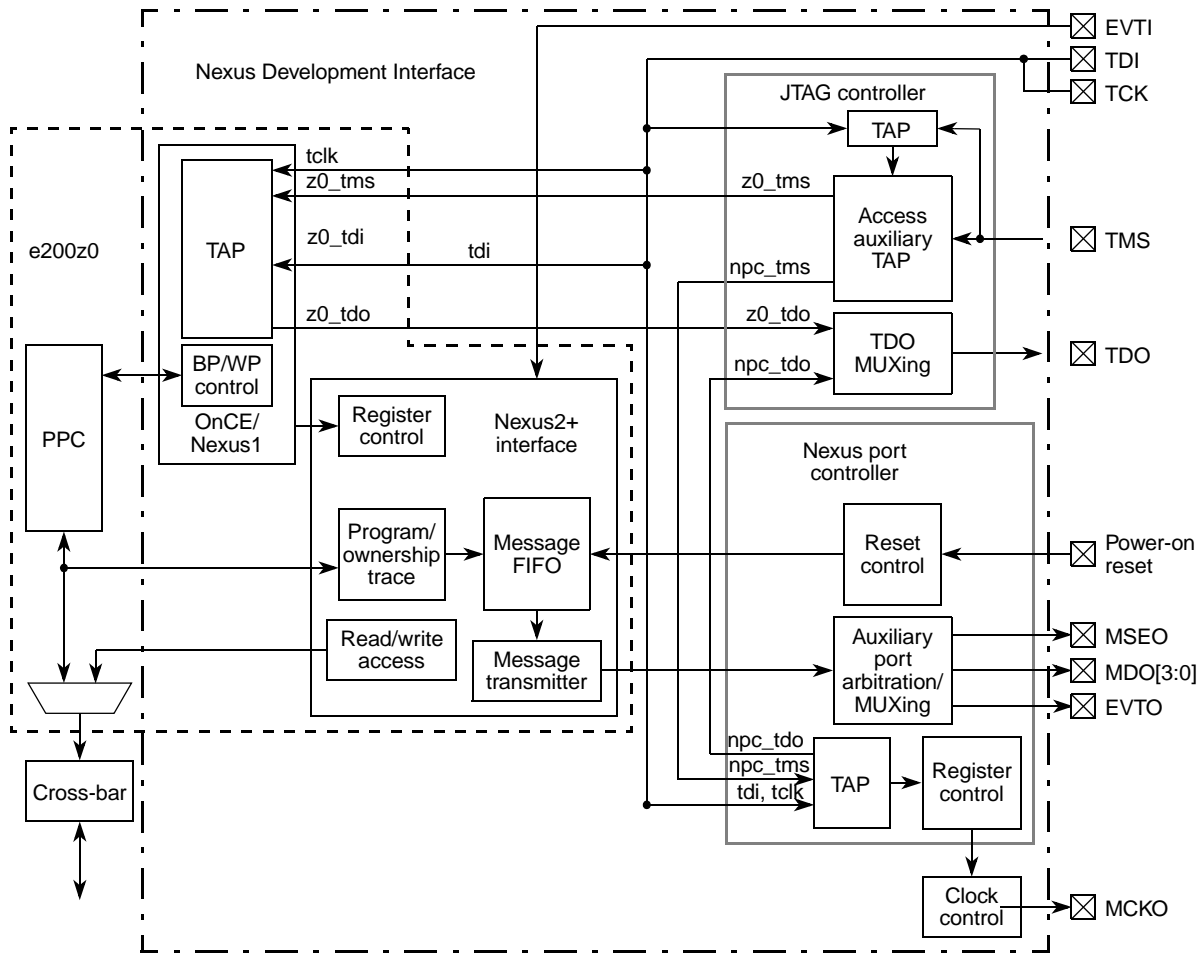 EVTI
TDI
Nexus Development Interface
TCK
JTAG controller
TAP
tclk
z0_tms
z0_tms
Access
auxiliary
TAP
TAP
z0_tdi
tdi
e200z0
TMS
npc_tms
z0_tdo
z0_tdo
TDO
MUXing
TDO
npc_tdo
BP/WP
control
OnCE/
Nexus1
PPC
Register
control
Nexus2+
interface
Nexus port
controller
Program/
ownership
trace
Message
FIFO
Reset
control
Power-on
reset
Read/write
access
Message
transmitter
Auxiliary
port
arbitration/
MUXing
MSEO
MDO[3:0]
EVTO
npc_tdo
npc_tms
tdi, tclk
TAP
Register
control
Cross-bar
Clock
control
MCKO